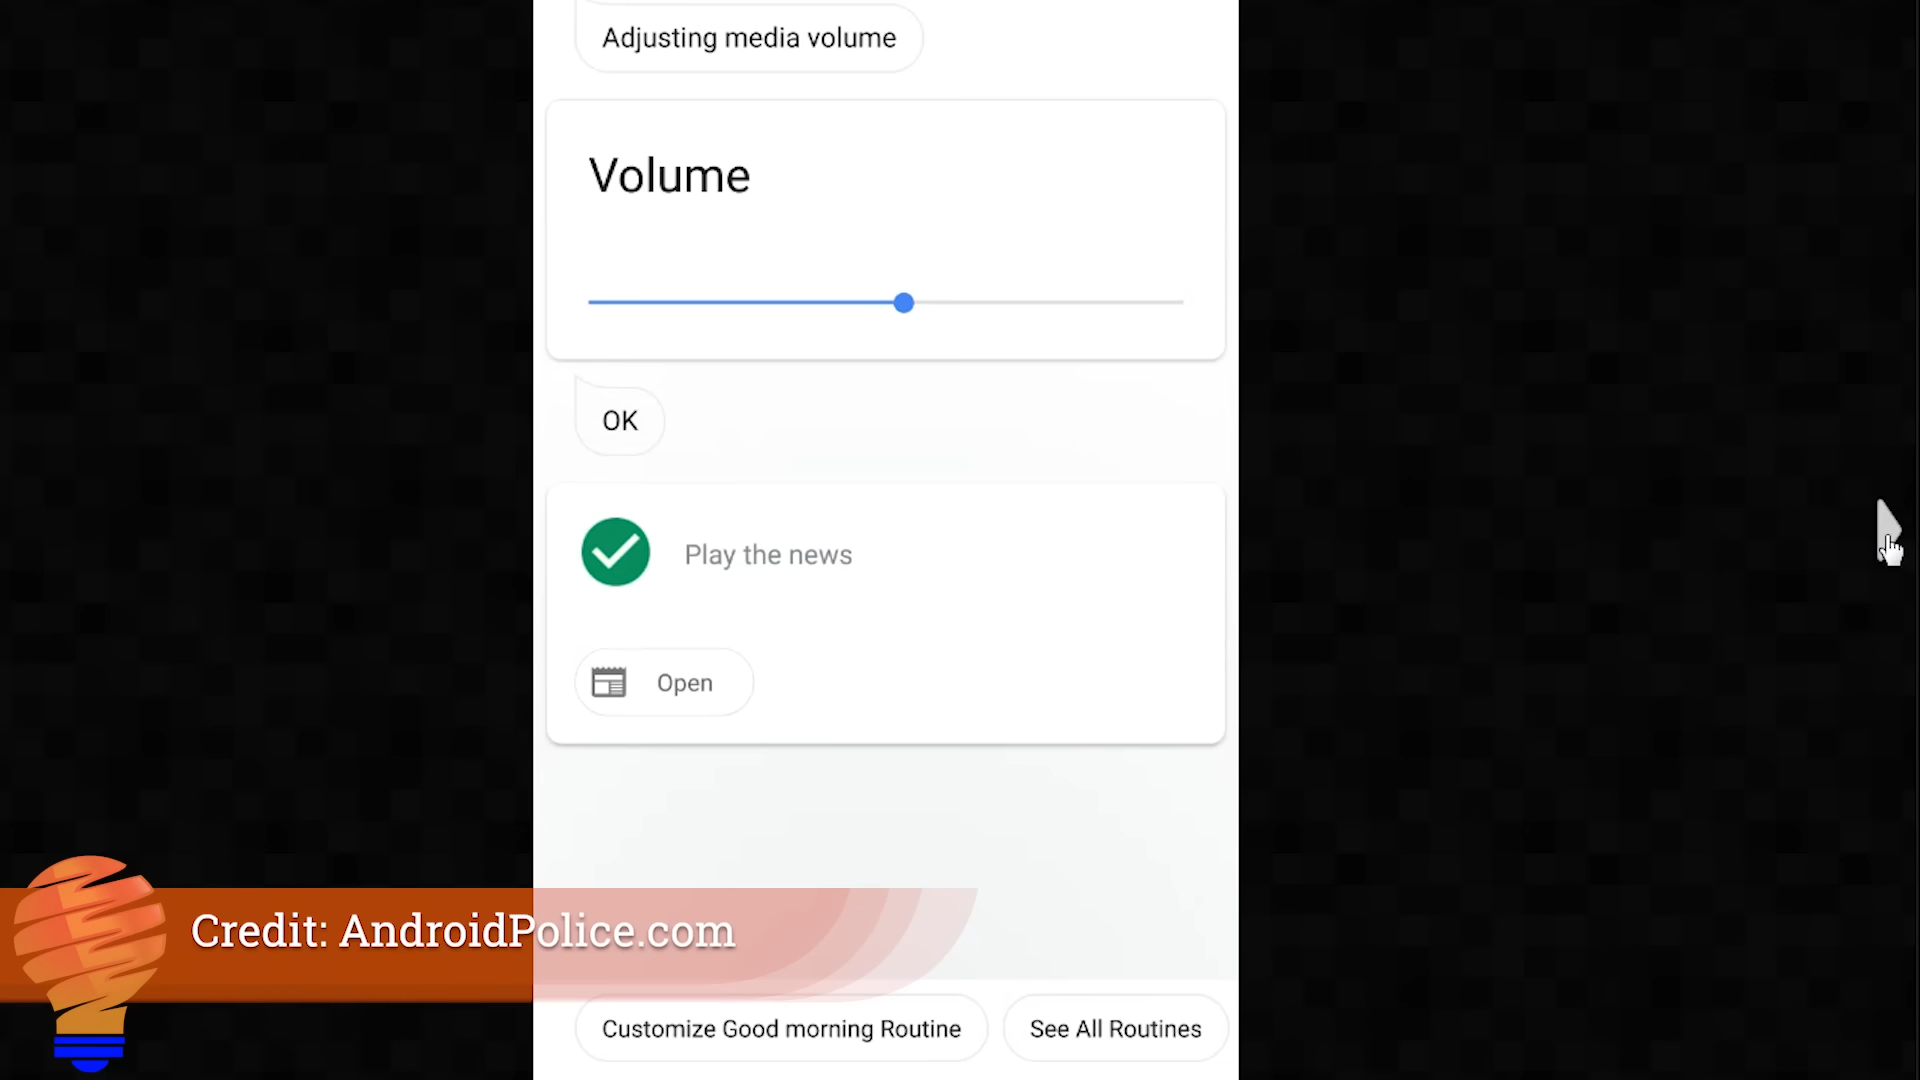 Adjusting media volume
Volume
OK
Play the news
Open
Credit: AndroidPolice.com
Customize Good morning Routine
See All Routines